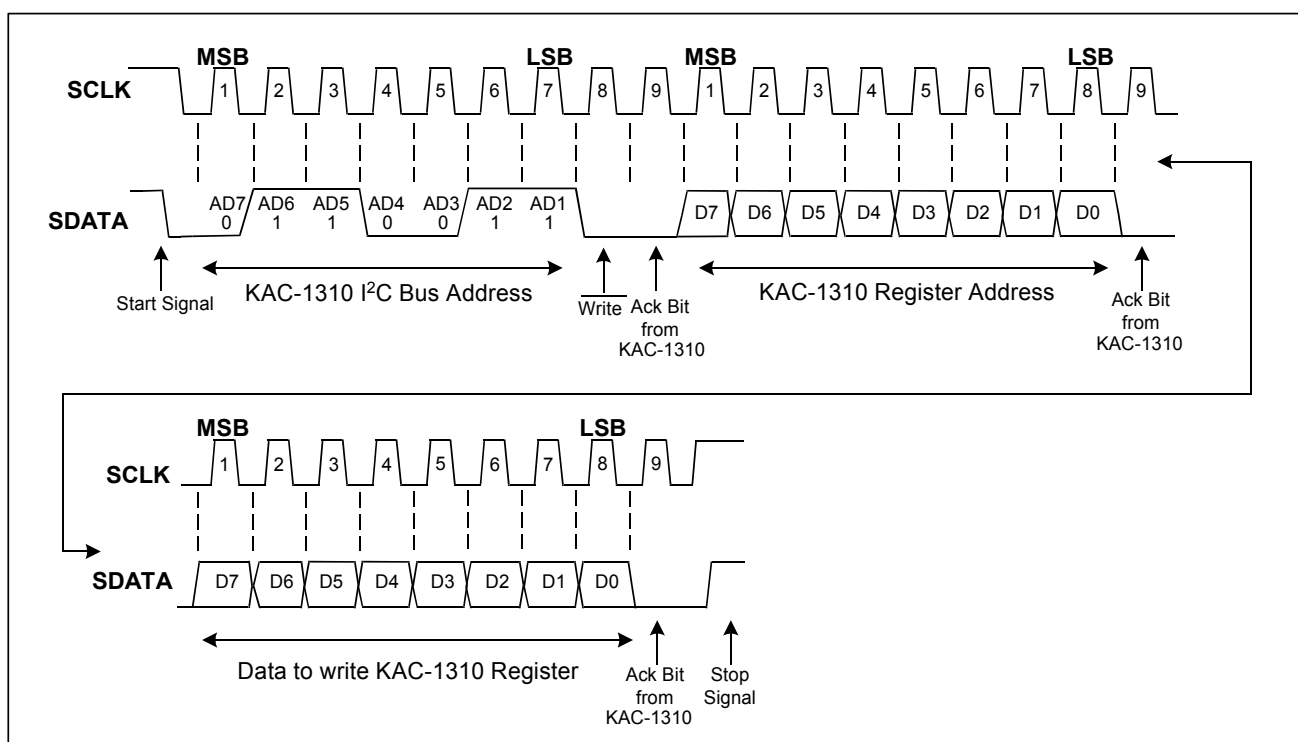 MSB LSB MSB LSB
SCLK 1 2 3 4 5 6 7 8 9 1 2 3 4 5 6 7 8 9
AD7 AD6 AD5 AD4 AD3 AD2 AD1
SDATA 0 1 1 0 0 1 1 D7 D6 D5 D4 D3 D2 D1 D0
Start Signal
KAC-1310 I²C Bus Address
Write
Ack Bit
from
KAC-1310
KAC-1310 Register Address
Ack Bit
from
KAC-1310
MSB LSB
SCLK 1 2 3 4 5 6 7 8 9
SDATA D7 D6 D5 D4 D3 D2 D1 D0
Data to write KAC-1310 Register
Ack Bit
from
KAC-1310
Stop
Signal